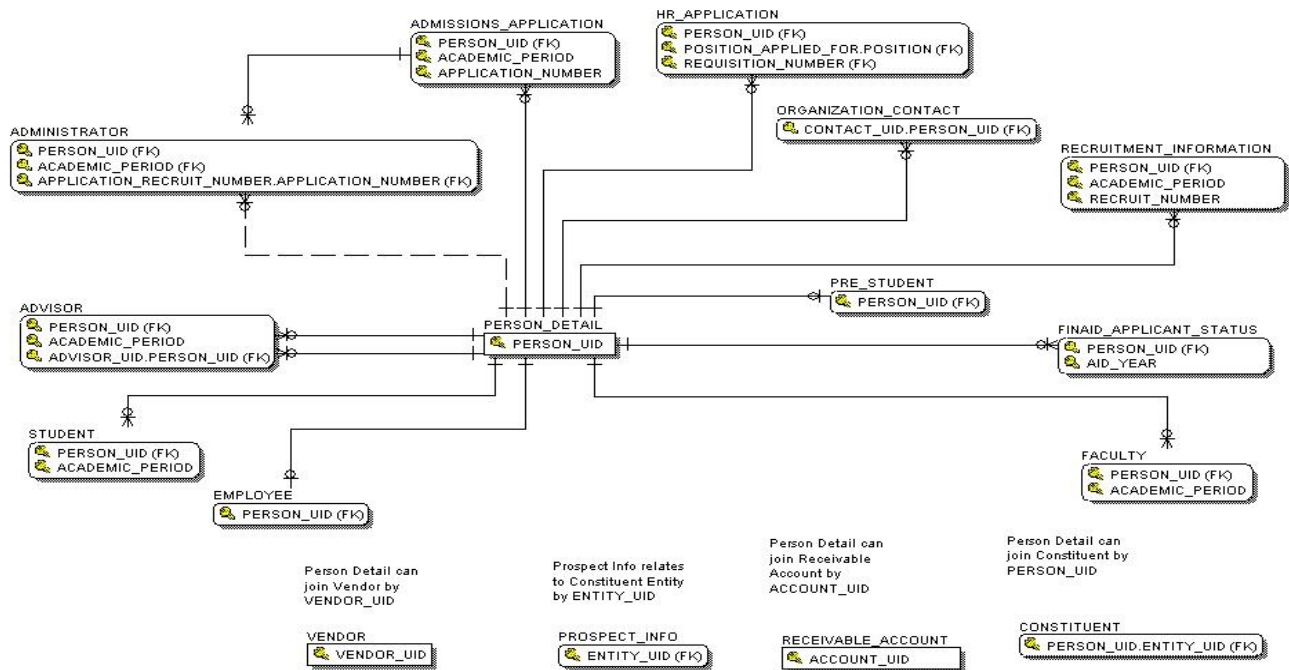 ADMISSIONS_APPLICATION
PERSON_UID (FK)
ACADEMIC_PERIOD
APPLICATION_NUMBER
HR_APPLICATION
PERSON_UID (FK)
POSITION_APPLIED_FOR.POSITION (FK)
REQUISITION_NUMBER (FK)
ORGANIZATION_CONTACT
CONTACT_UID.PERSON_UID (FK)
ADMINISTRATOR
PERSON_UID (FK)
ACADEMIC_PERIOD (FK)
APPLICATION_RECRUIT_NUMBER.APPLICATION_NUMBER (FK)
RECRUITMENT_INFORMATION
PERSON_UID (FK)
ACADEMIC_PERIOD
RECRUIT_NUMBER
PRE_STUDENT
PERSON_UID (FK)
ADVISOR
PERSON_UID (FK)
ACADEMIC_PERIOD
ADVISOR_UID.PERSON_UID (FK)
PERSON_DETAIL
PERSON_UID
FINAID_APPLICANT_STATUS
PERSON_UID (FK)
AID_YEAR
STUDENT
PERSON_UID (FK)
ACADEMIC_PERIOD
FACULTY
PERSON_UID (FK)
ACADEMIC_PERIOD
EMPLOYEE
PERSON_UID (FK)
Person Detail can
join Vendor by
VENDOR_UID
Prospect Info relates
to Constituent Entity
by ENTITY_UID
Person Detail can
join Receivable
Account by
ACCOUNT_UID
Person Detail can
join Constituent by
PERSON_UID
VENDOR
VENDOR_UID
PROSPECT_INFO
ENTITY_UID (FK)
RECEIVABLE_ACCOUNT
ACCOUNT_UID
CONSTITUENT
PERSON_UID.ENTITY_UID (FK)